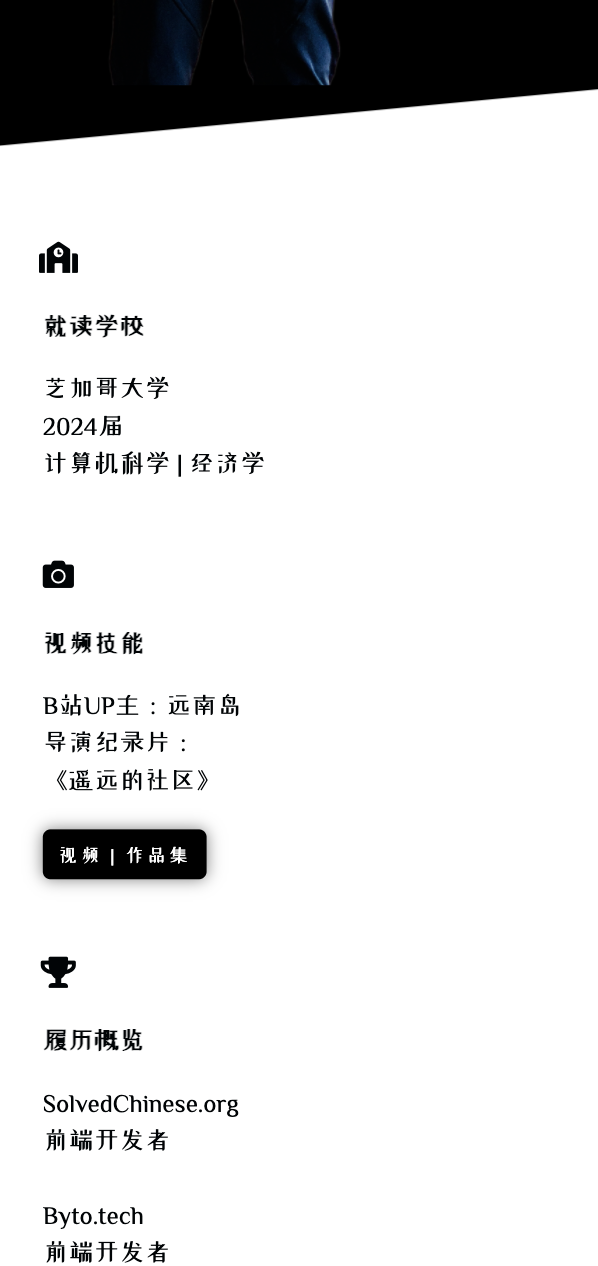 就读学校
芝加哥大学
2024届
计算机科学 | 经济学
视频技能
B站UP主：远南岛
导演纪录片：
《遥远的社区》
视频 | 作品集
履历概览
SolvedChinese.org
前端开发者
Byto.tech
前端开发者